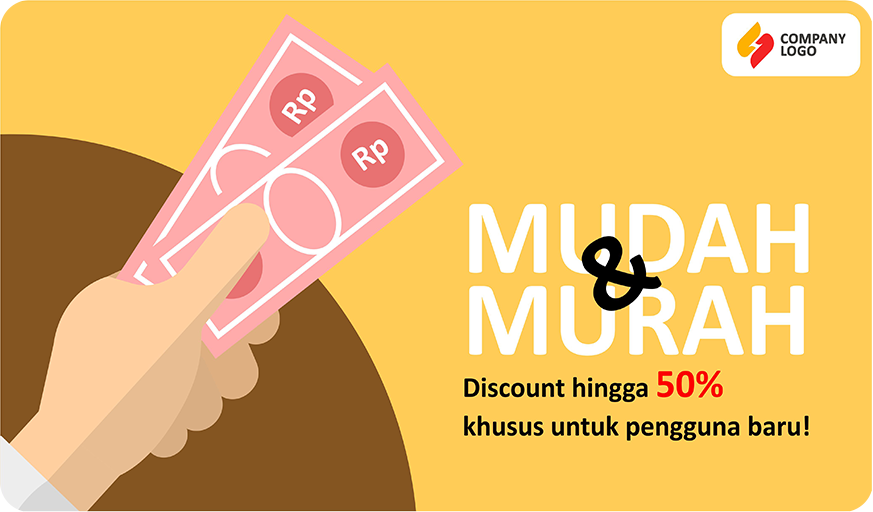 COMPANY
LOGO
Rp
Rp
MUDAH
&
MURAH
Discount hingga 50%
khusus untuk pengguna baru!